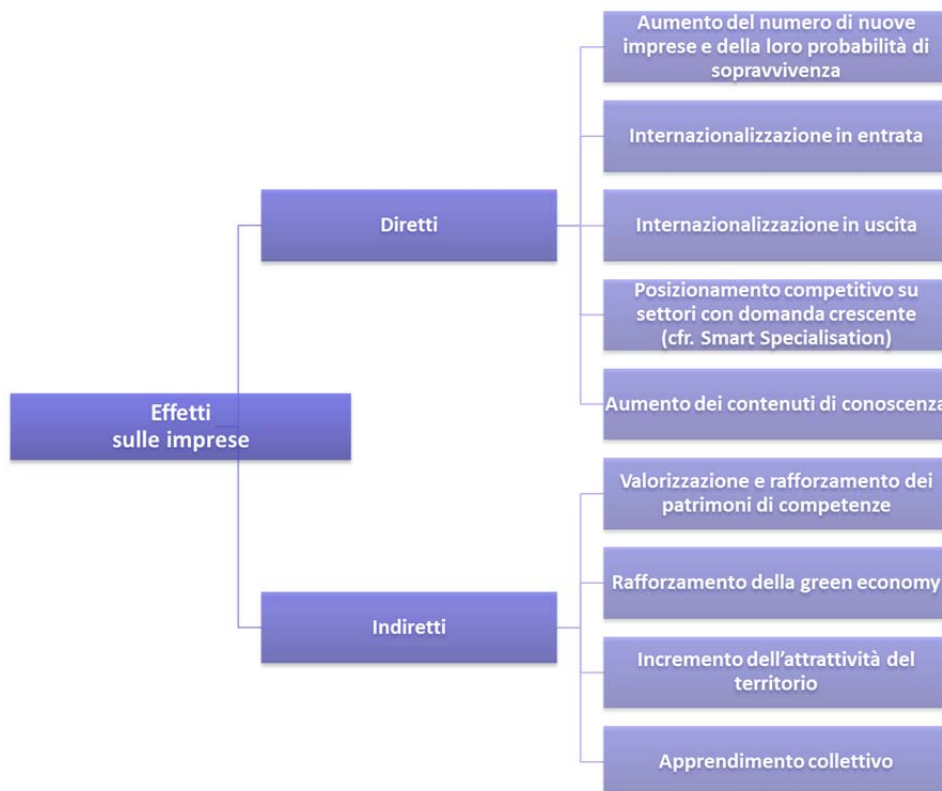 Effetti
sulle imprese
Diretti
Aumento del numero di nuove
imprese e della loro probabilità di
sopravvivenza
Internazionalizzazione in entrata
Internazionalizzazione in uscita
Posizionamento competitivo su
settori con domanda crescente
(cfr. Smart Specialisation)
Aumento dei contenuti di conoscenza
Indiretti
Valorizzazione e rafforzamento dei
patrimoni di competenze
Rafforzamento della green economy
Incremento dell’attrattività del
territorio
Apprendimento collettivo